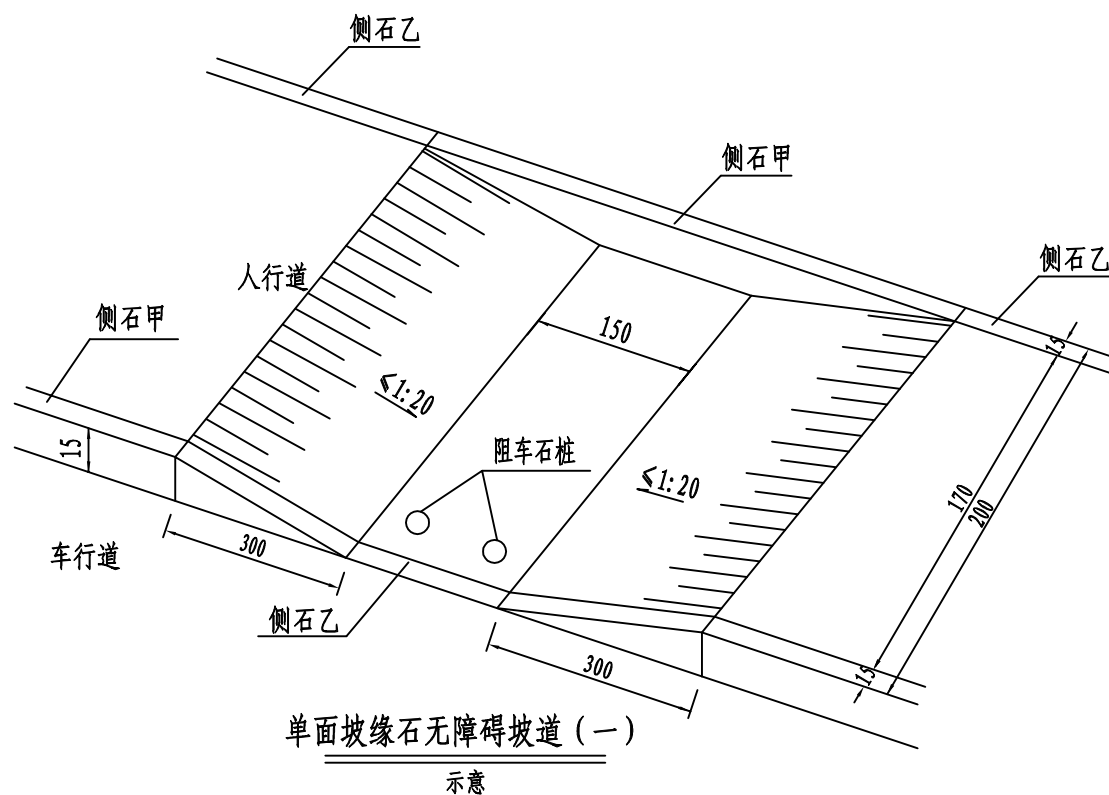 侧石乙
侧石甲
侧石乙
人行道
侧石甲
150
15
≤1:20
15
阻车石桩
≤1:20
170
200
车行道
300
侧石乙
300
15
单面坡缘石无障碍坡道(一)
示意